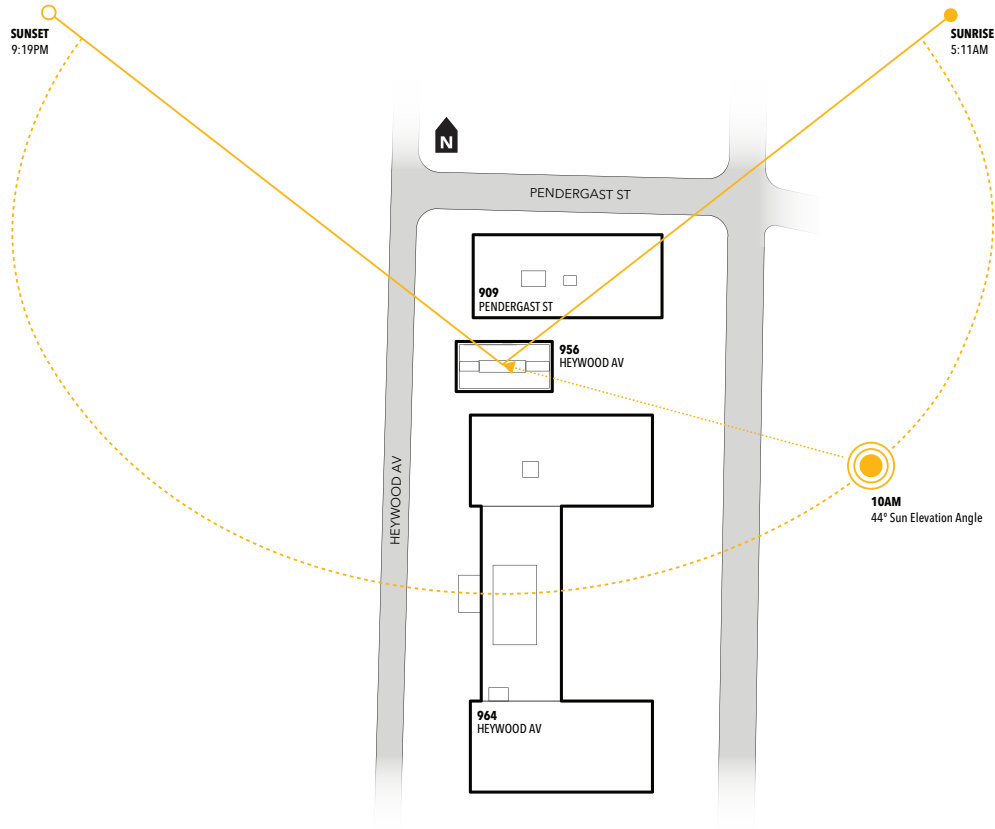 SUNSET
9:19PM
SUNRISE
5:11AM
N
PENDERGAST ST
909
PENDERGAST ST
956
HEYWOOD AV
HEYWOOD AV
10AM
44° Sun Elevation Angle
964
HEYWOOD AV